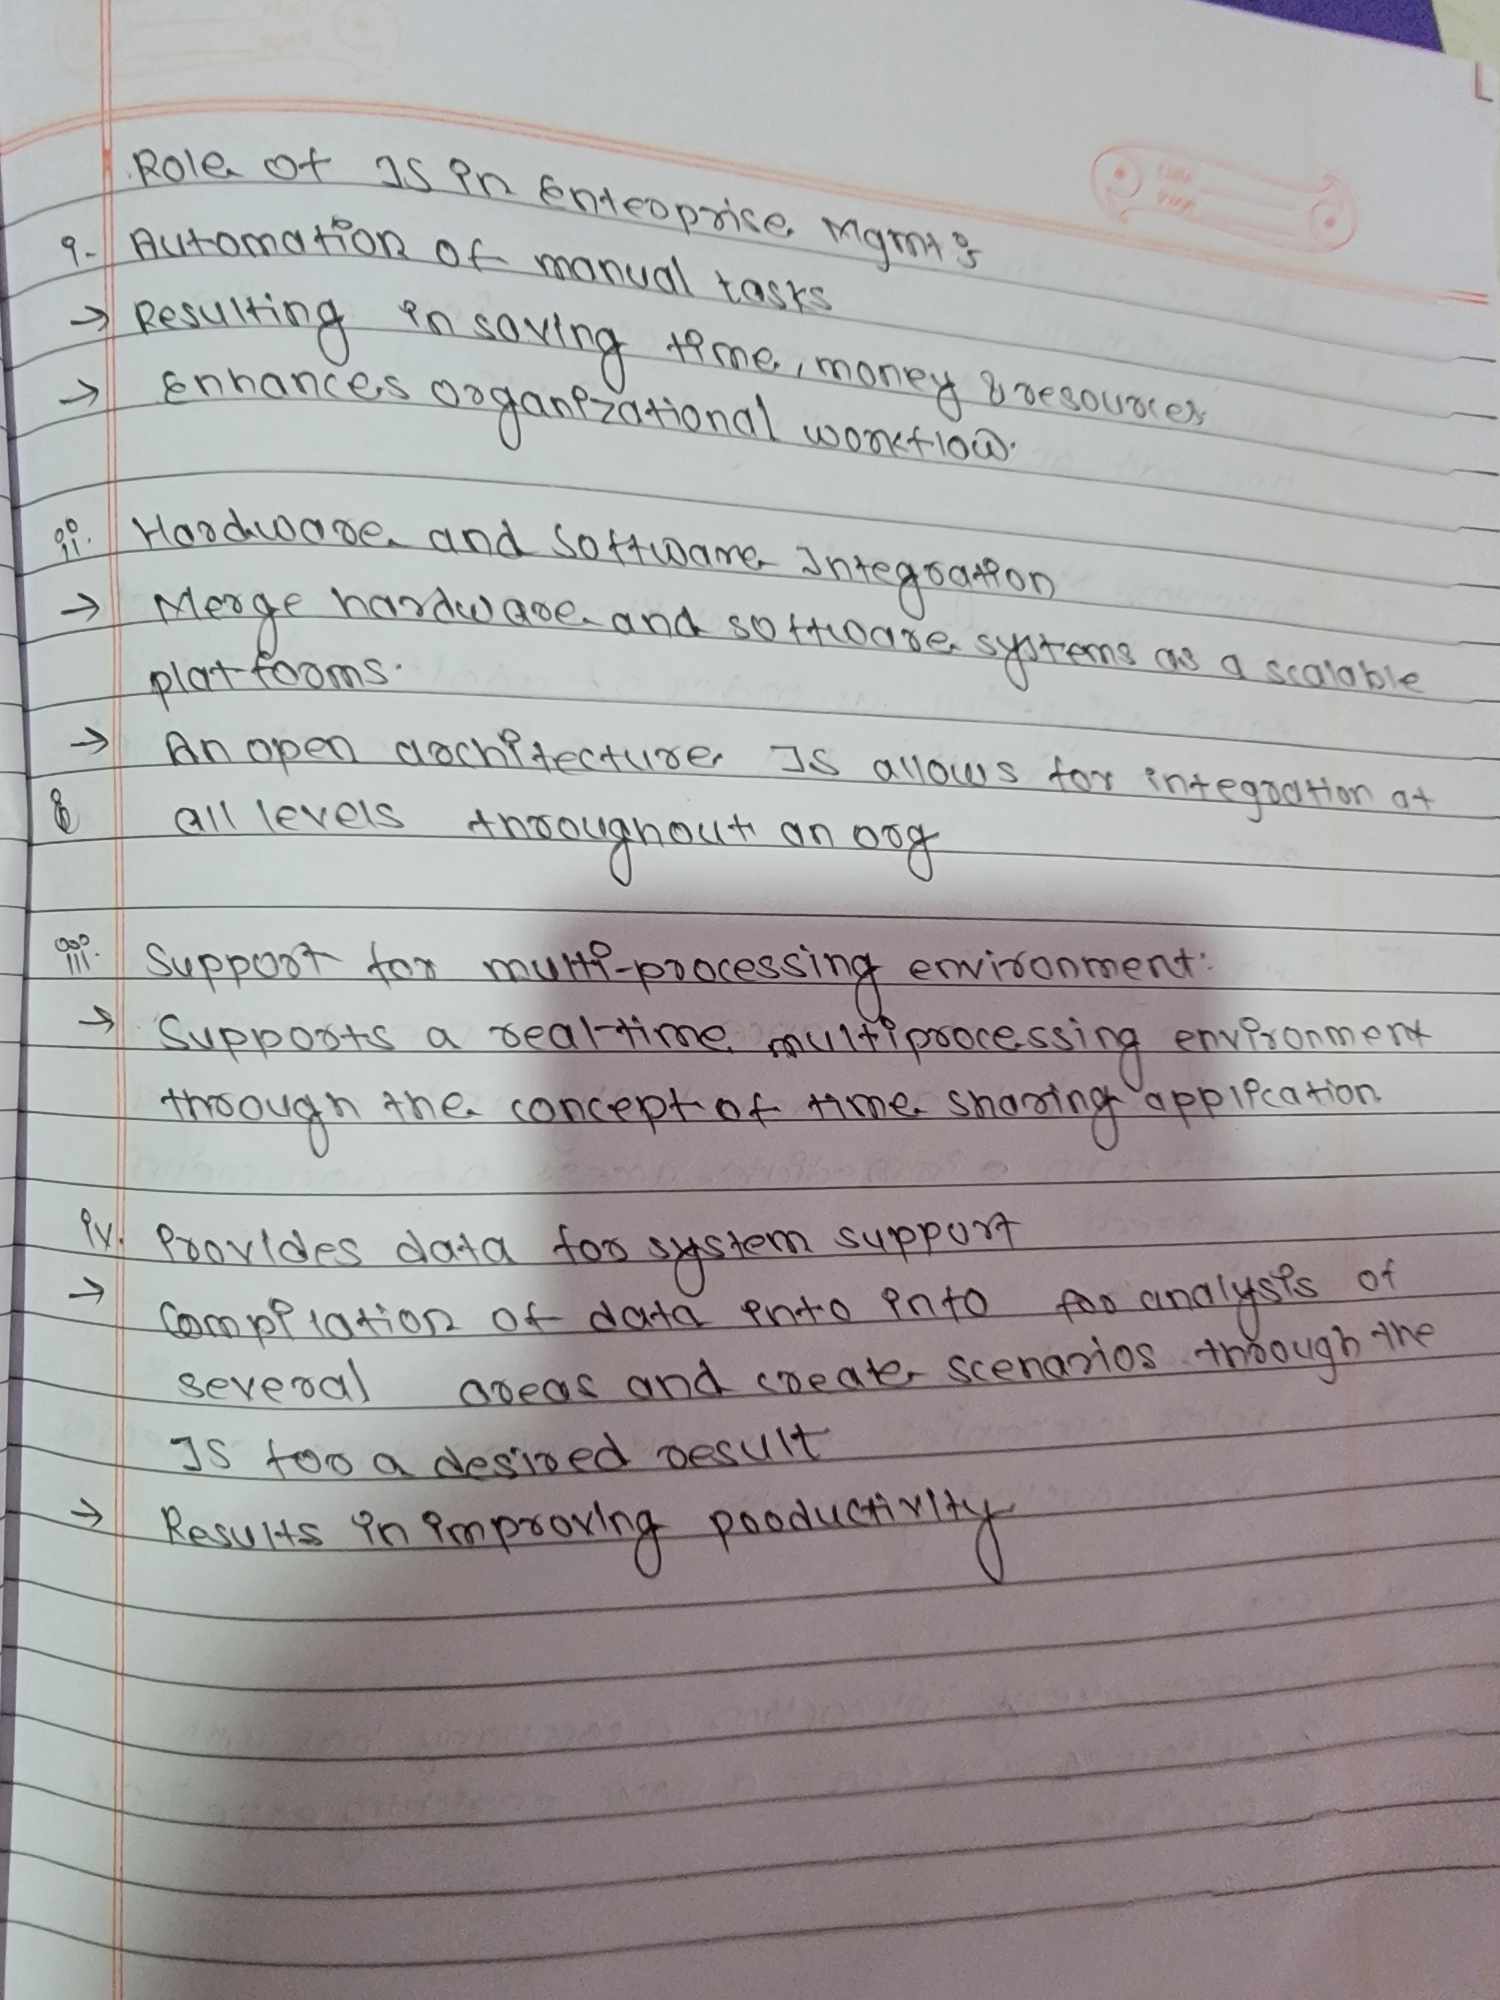 Role of IS in Enterprise Mgmt :
i. Automation of manual tasks
→ Resulting in saving time, money & resources
→ Enhances organizational workflow.
ii. Hardware and Software Integration
→ Merge hardware and software systems as a scalable
platforms.
→ An open architecture IS allows for integration at
all levels throughout an org
iii. Support for multi-processing environment:
→ Supports a real-time multiprocessing environment
through the concept of time sharing application
iv. Provides data for system support
→ Compilation of data into info for analysis of
several areas and create scenarios through the
IS for a desired result
→ Results in improving productivity